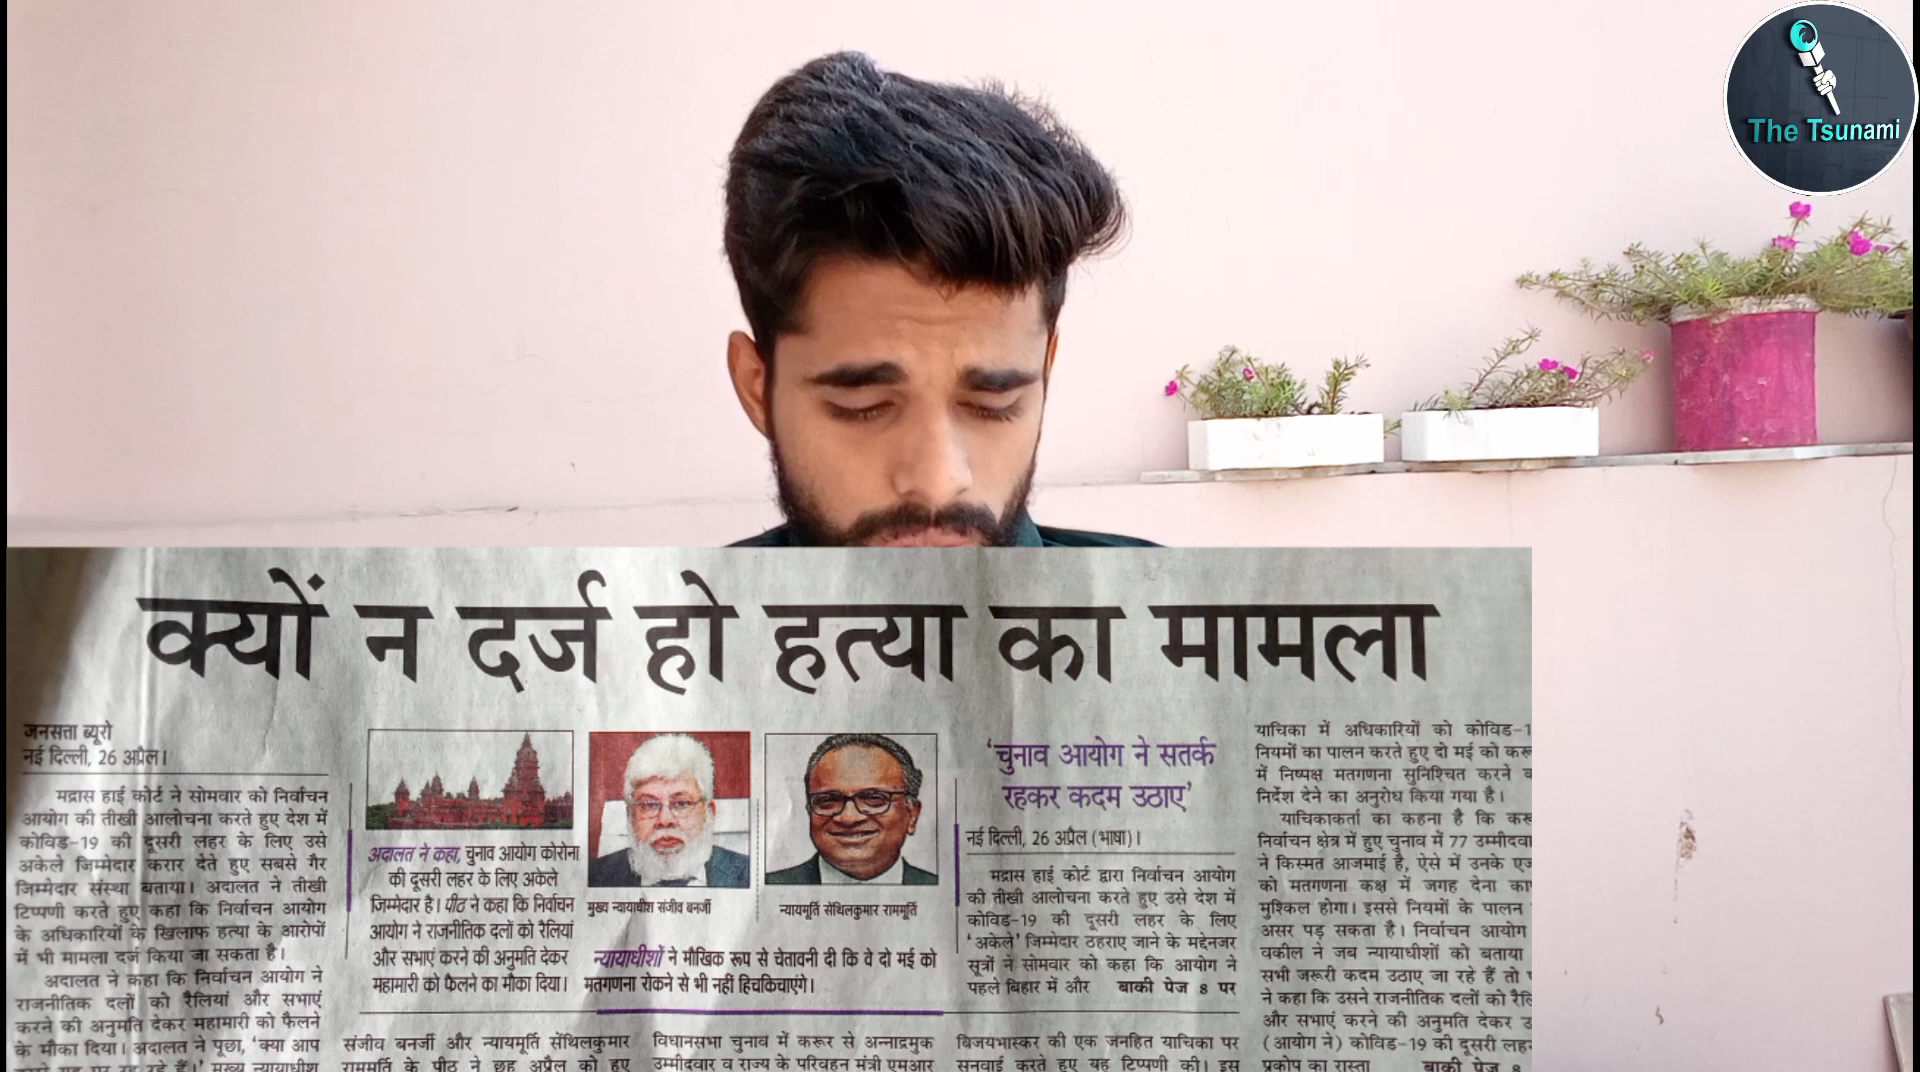 The Tsunami
क्यों न दर्ज हो हत्या का मामला
जनसत्ता ब्यूरो
नई दिल्ली, 26 अप्रैल।
मद्रास हाई कोर्ट ने सोमवार को निर्वाचन
आयोग की तीखी आलोचना करते हुए देश में
कोविड-19 की दूसरी लहर के लिए उसे
अकेले जिम्मेदार करार देते हुए सबसे गैर
जिम्मेदार संस्था बताया। अदालत ने तीखी
टिप्पणी करते हुए कहा कि निर्वाचन आयोग
के अधिकारियों के खिलाफ हत्या के आरोपों
में भी मामला दर्ज किया जा सकता है।
अदालत ने कहा कि निर्वाचन आयोग ने
राजनीतिक दलों को रैलियां और सभाएं
करने की अनुमति देकर महामारी को फैलने
के मौका दिया। अदालत ने पूछा, 'क्या आप
अदालत ने कहा, चुनाव आयोग कोरोना
की दूसरी लहर के लिए अकेले
जिम्मेदार है। पीठ ने कहा कि निर्वाचन
आयोग ने राजनीतिक दलों को रैलियां
और सभाएं करने की अनुमति देकर
महामारी को फैलने का मौका दिया।
मुख्य न्यायाधीश संजीव बनर्जी
न्यायमूर्ति सेंथिलकुमार राममूर्ति
न्यायाधीशों ने मौखिक रूप से चेतावनी दी कि वे दो मई को
मतगणना रोकने से भी नहीं हिचकिचाएंगे।
संजीव बनर्जी और न्यायमूर्ति सेंथिलकुमार
राममूर्ति के पीठ ने छह अप्रैल को हुए
विधानसभा चुनाव में करूर से अन्नाद्रमुक
उम्मीदवार व राज्य के परिवहन मंत्री एमआर
विजयभास्कर की एक जनहित याचिका पर
सुनवाई करते हुए यह टिप्पणी की। इस
'चुनाव आयोग ने सतर्क
रहकर कदम उठाए'
नई दिल्ली, 26 अप्रैल (भाषा)।
मद्रास हाई कोर्ट द्वारा निर्वाचन आयोग
की तीखी आलोचना करते हुए उसे देश में
कोविड-19 की दूसरी लहर के लिए
'अकेले' जिम्मेदार ठहराए जाने के मद्देनजर
सूत्रों ने सोमवार को कहा कि आयोग ने
पहले बिहार में और बाकी पेज 8 पर
याचिका में अधिकारियों को कोविड-1
नियमों का पालन करते हुए दो मई को
में निष्पक्ष मतगणना सुनिश्चित करने
निर्देश देने का अनुरोध किया गया है।
याचिकाकर्ता का कहना है कि
निर्वाचन क्षेत्र में हुए चुनाव में 77
ने किस्मत आजमाई है, ऐसे में उनके
को मतगणना कक्ष में जगह देना
मुश्किल होगा। इससे नियमों के पालन
असर पड़ सकता है। निर्वाचन आयोग
वकील ने जब न्यायाधीशों को बताया
सभी जरूरी कदम उठाए जा रहे हैं तो
ने कहा कि उसने राजनीतिक दलों को
और सभाएं करने की अनुमति देकर
(आयोग ने) कोविड-19 की दूसरी
प्रकोप का रास्ता बाकी पेज 8